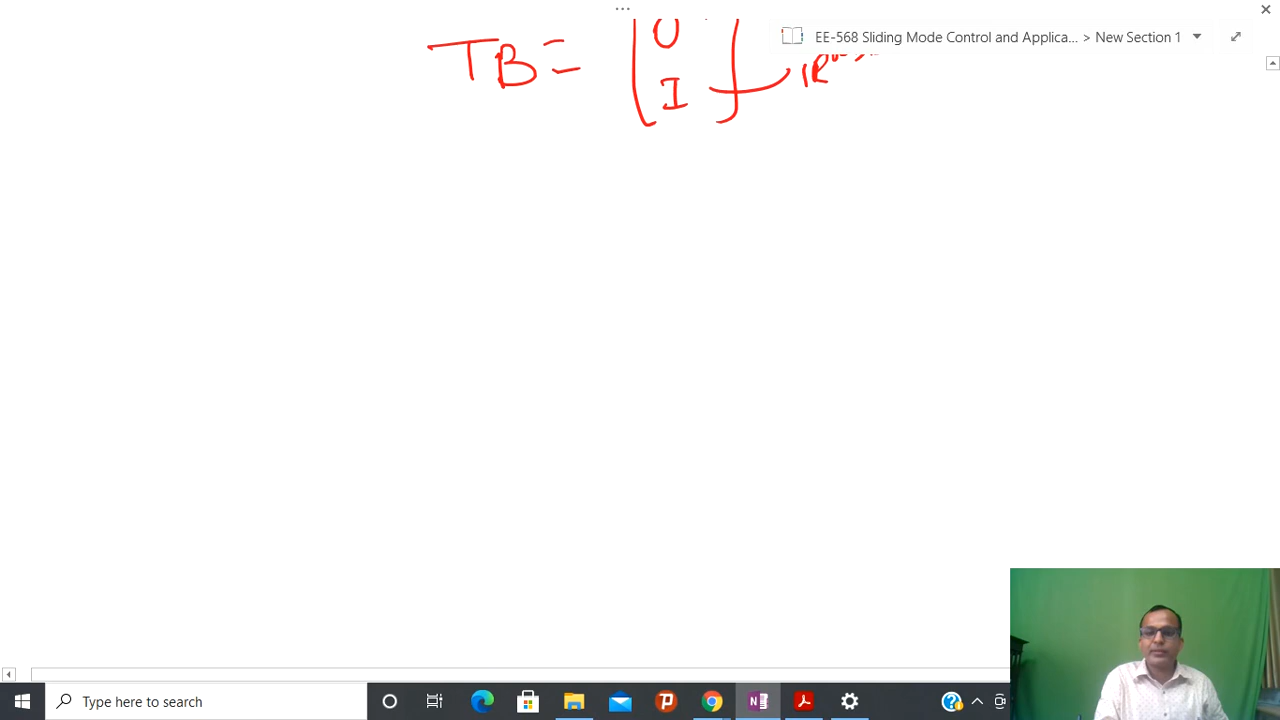 EE-568 Sliding Mode Control and Applica... > New Section 1
TB = [0
I]
Type here to search